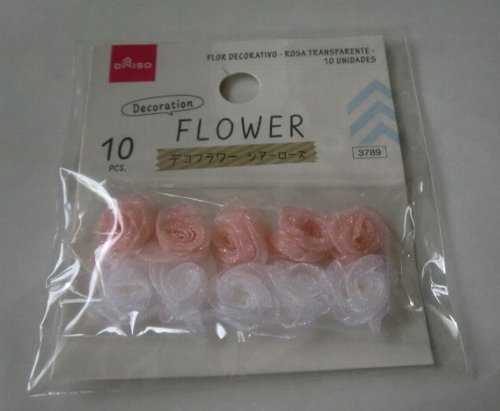 DAISO
FLOR DECORATIVO - ROSA TRANSPARENTE -
10 UNIDADES
Decoration
FLOWER
10
PCS.
デコフラワー シアーローズ
3789